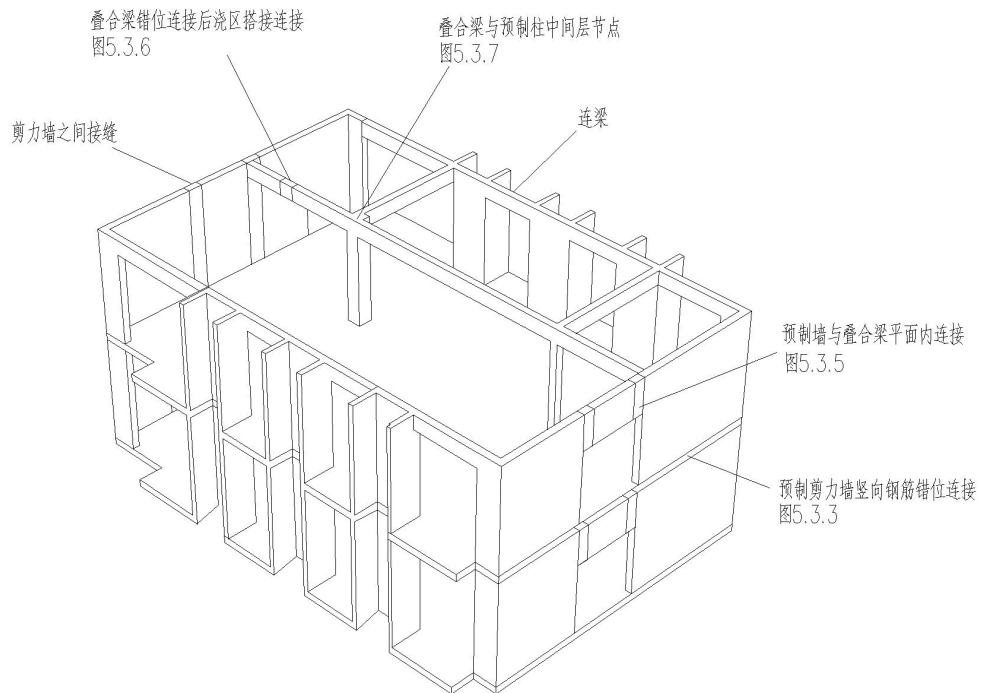 叠合梁错位连接后浇区搭接连接
图5.3.6
叠合梁与预制柱中间层节点
图5.3.7
连梁
剪力墙之间接缝
预制墙与叠合梁平面内连接
图5.3.5
预制剪力墙竖向钢筋错位连接
图5.3.3